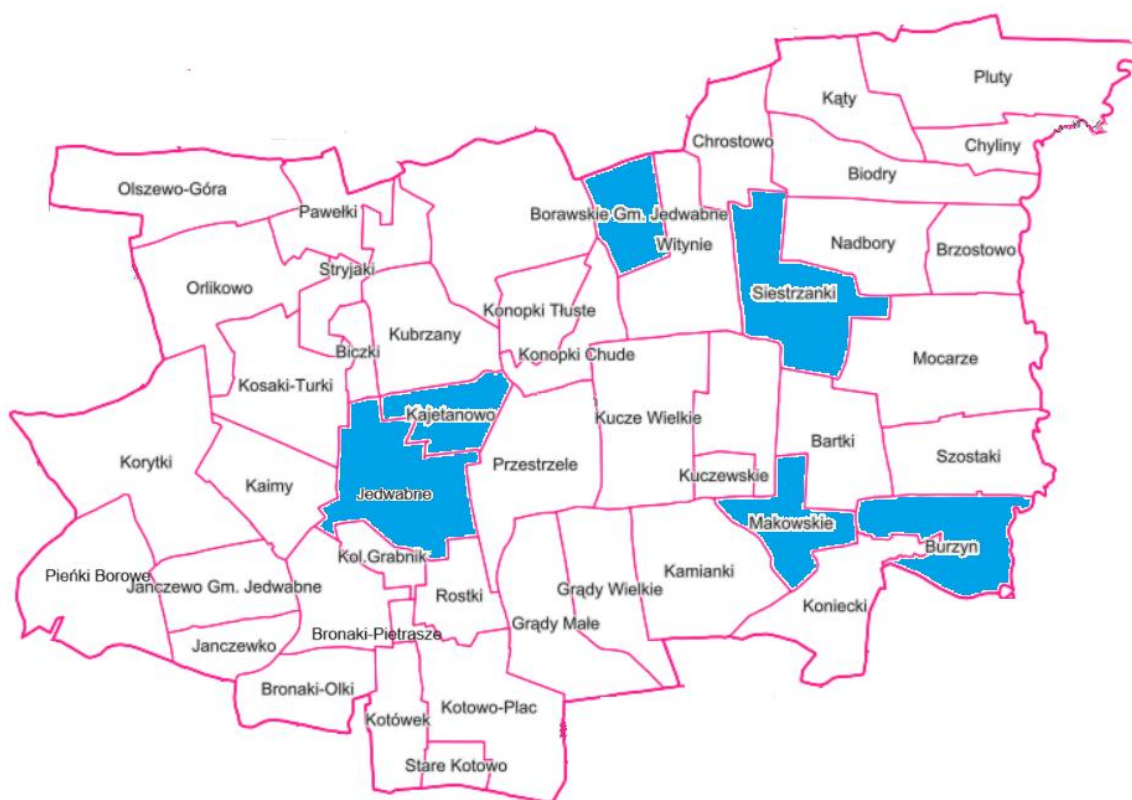 Pluty
Kąty
Chrostowo
Chyliny
Biodry
Olszewo-Góra
Pawełki
Borawskie Gm. Jedwabne
Witynie
Nadbory
Brzostowo
Stryjaki
Orlikowo
Siestrzanki
Konopki Tłuste
Kubrzany
Biczki
Konopki Chude
Mocarze
Kosaki-Turki
Kajetanowo
Kucze Wielkie
Bartki
Szostaki
Korytki
Przestrzele
Kuczewskie
Kaimy
Jedwabne
Makowskie
Burzyn
Kol.Grabnik
Kamianki
Pieńki Borowe
Janczewo Gm. Jedwabne
Grądy Wielkie
Rostki
Koniecki
Grądy Małe
Bronaki-Pietrasze
Janczewko
Bronaki-Olki
Kotowo-Plac
Kotówek
Stare Kotowo